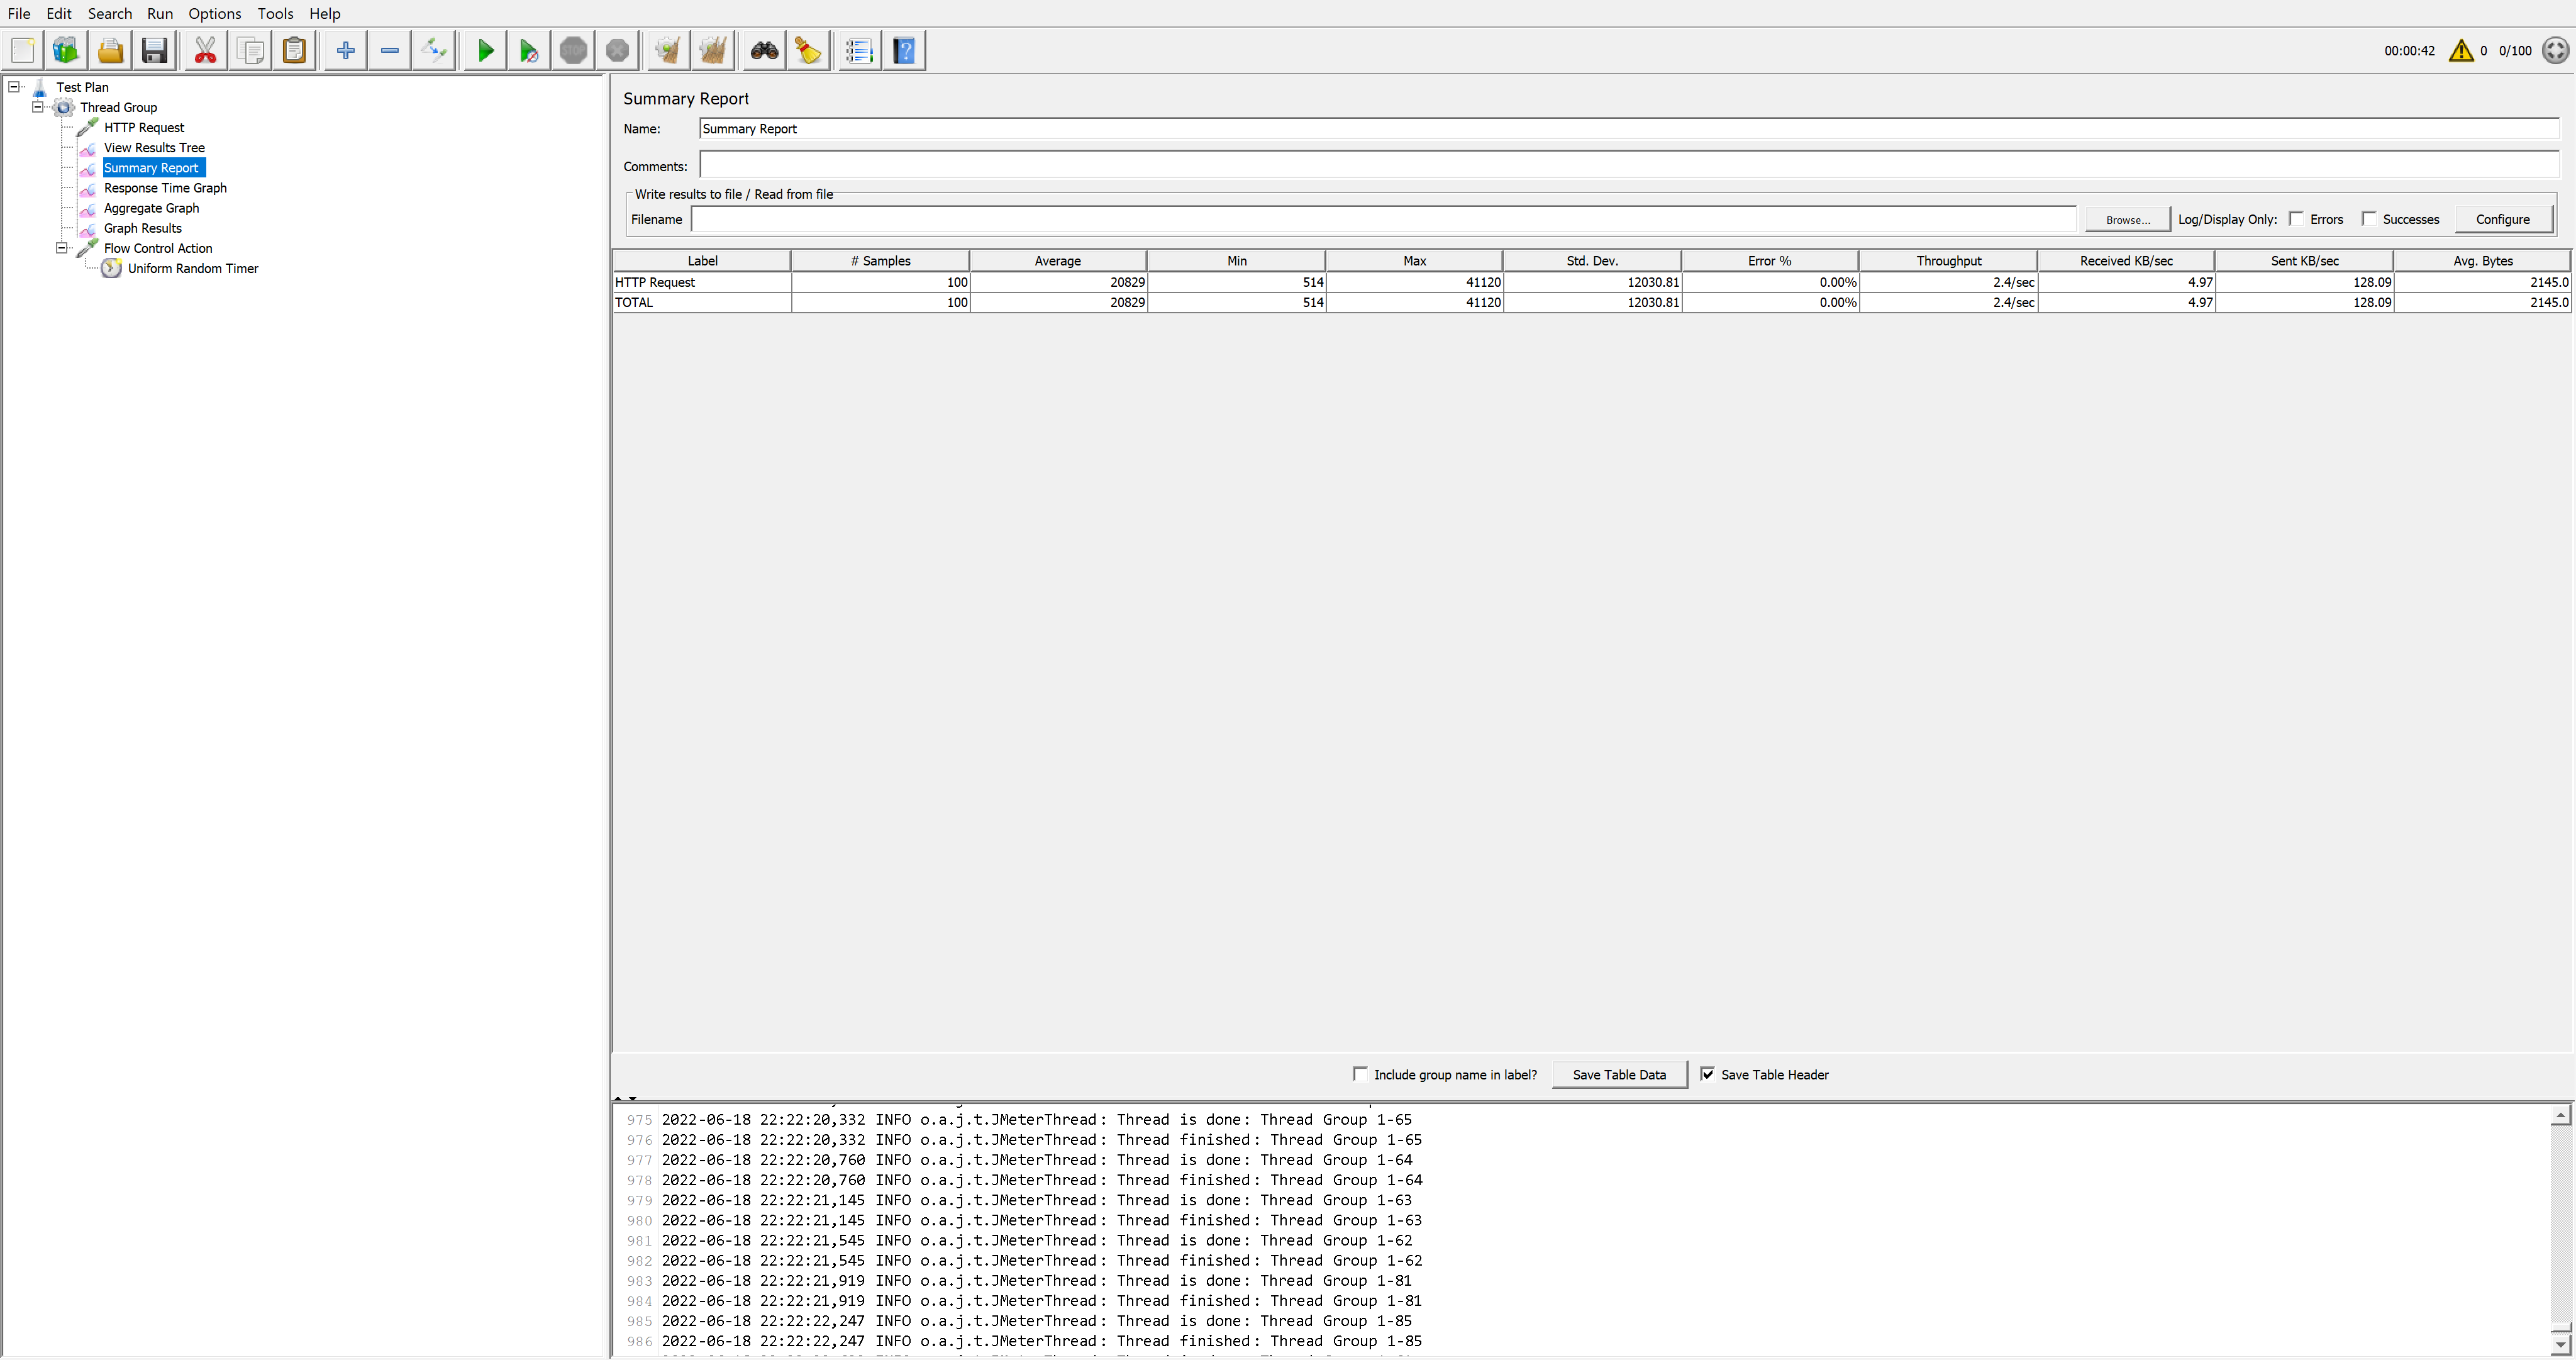 File Edit Search Run Options Tools Help
STOP
00:00:42 0 0/100
Test Plan
Thread Group
HTTP Request
View Results Tree
Summary Report
Response Time Graph
Aggregate Graph
Graph Results
Flow Control Action
Uniform Random Timer
Summary Report
Name: Summary Report
Comments:
Write results to file / Read from file
Filename Browse... Log/Display Only: Errors Successes Configure
Label # Samples Average Min Max Std. Dev. Error % Throughput Received KB/sec Sent KB/sec Avg. Bytes
HTTP Request 100 20829 514 41120 12030.81 0.00% 2.4/sec 4.97 128.09 2145.0
TOTAL 100 20829 514 41120 12030.81 0.00% 2.4/sec 4.97 128.09 2145.0
Include group name in label? Save Table Data Save Table Header
975 2022-06-18 22:22:20,332 INFO o.a.j.t.JMeterThread: Thread is done: Thread Group 1-65
976 2022-06-18 22:22:20,332 INFO o.a.j.t.JMeterThread: Thread finished: Thread Group 1-65
977 2022-06-18 22:22:20,760 INFO o.a.j.t.JMeterThread: Thread is done: Thread Group 1-64
978 2022-06-18 22:22:20,760 INFO o.a.j.t.JMeterThread: Thread finished: Thread Group 1-64
979 2022-06-18 22:22:21,145 INFO o.a.j.t.JMeterThread: Thread is done: Thread Group 1-63
980 2022-06-18 22:22:21,145 INFO o.a.j.t.JMeterThread: Thread finished: Thread Group 1-63
981 2022-06-18 22:22:21,545 INFO o.a.j.t.JMeterThread: Thread is done: Thread Group 1-62
982 2022-06-18 22:22:21,545 INFO o.a.j.t.JMeterThread: Thread finished: Thread Group 1-62
983 2022-06-18 22:22:21,919 INFO o.a.j.t.JMeterThread: Thread is done: Thread Group 1-81
984 2022-06-18 22:22:21,919 INFO o.a.j.t.JMeterThread: Thread finished: Thread Group 1-81
985 2022-06-18 22:22:22,247 INFO o.a.j.t.JMeterThread: Thread is done: Thread Group 1-85
986 2022-06-18 22:22:22,247 INFO o.a.j.t.JMeterThread: Thread finished: Thread Group 1-85